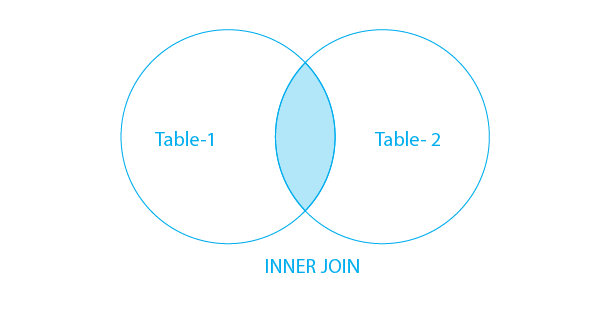 Table-1
Table- 2
INNER JOIN